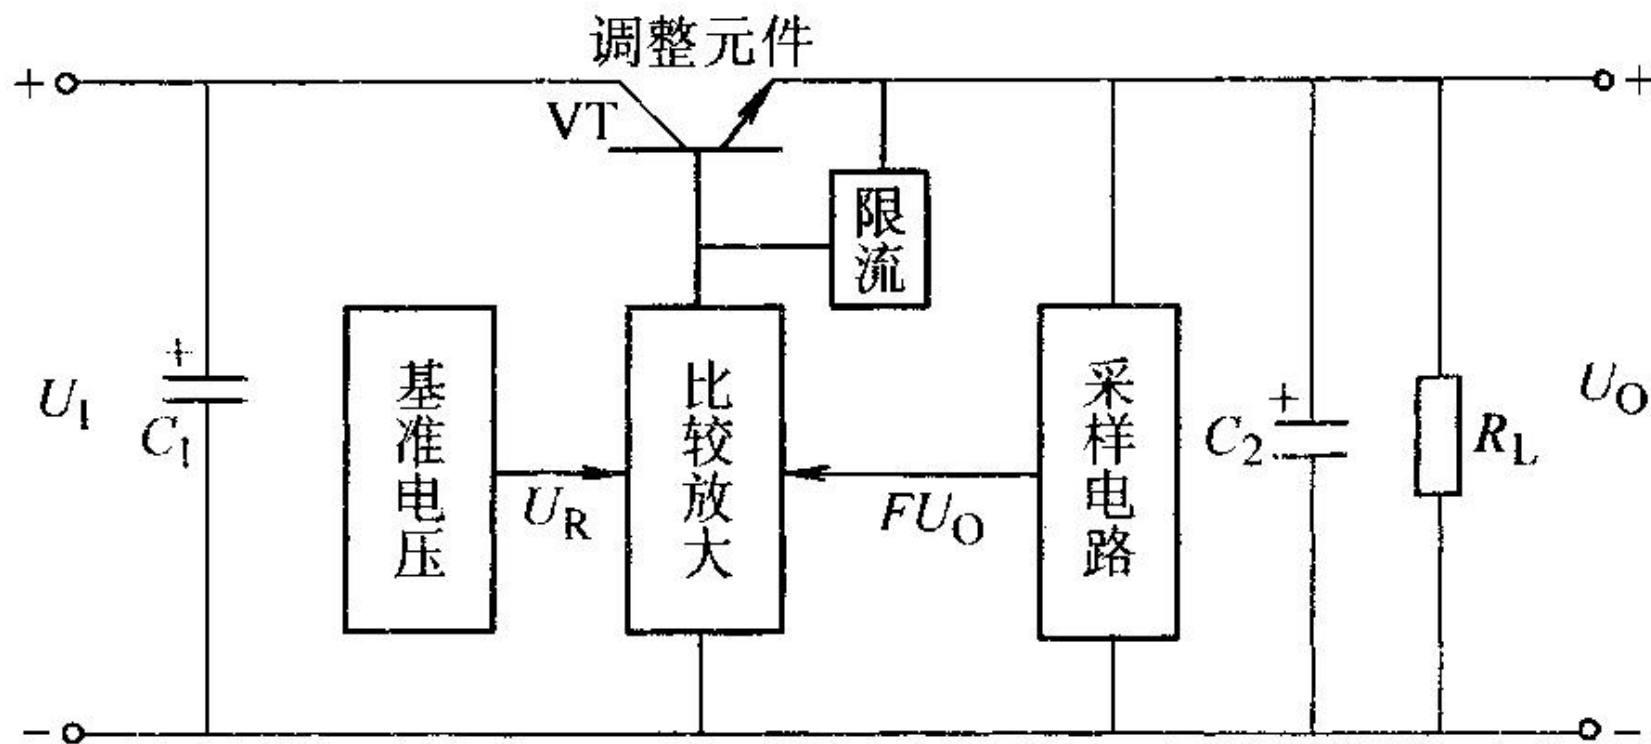 调整元件
+
+
VT
限流
+
U_I
C_1
基准电压
U_R
比较放大
FU_O
采样电路
+
C_2
R_L
U_O
-
-